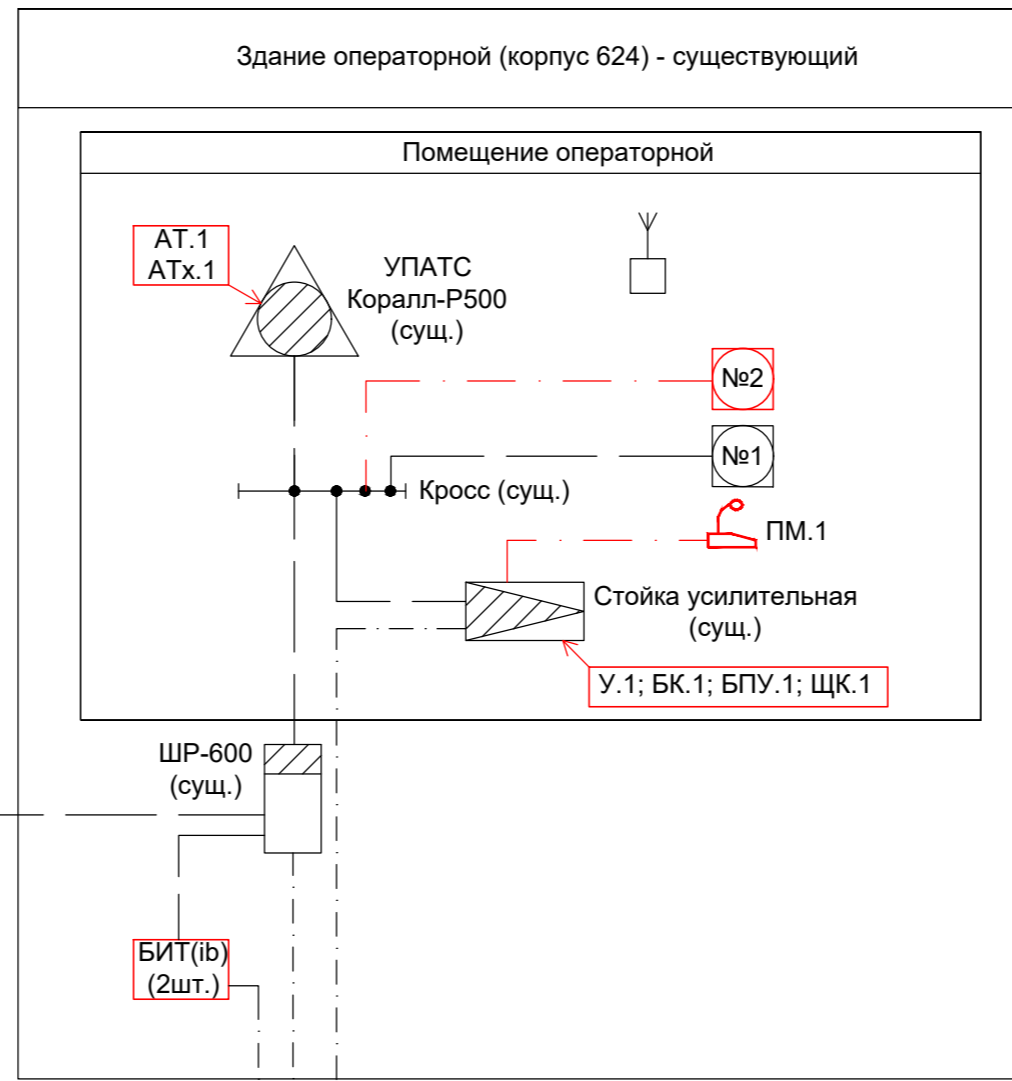 Здание операторной (корпус 624) - существующий
Помещение операторной
АТ.1
АТх.1
УПАТС
Коралл-Р500
(сущ.)
№2
№1
Кросс (сущ.)
ПМ.1
Стойка усилительная
(сущ.)
У.1; БК.1; БПУ.1; ЩК.1
ШР-600
(сущ.)
БИТ(ib)
(2шт.)